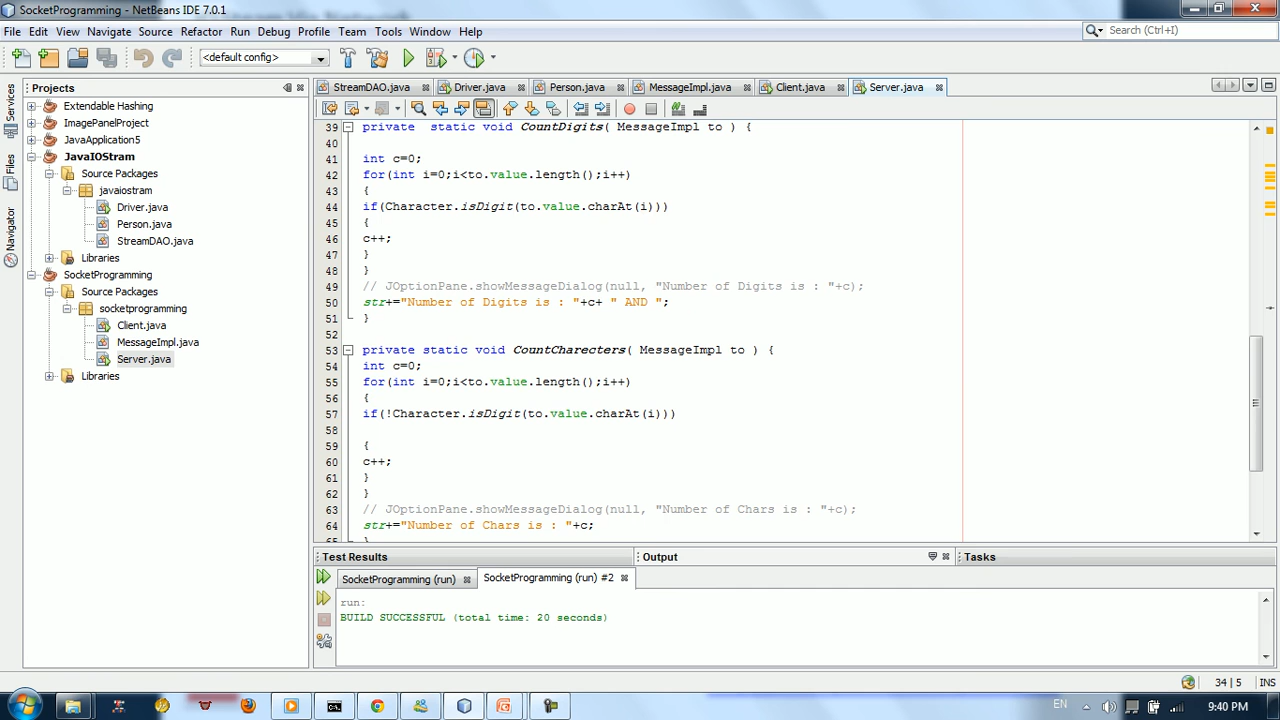 SocketProgramming - NetBeans IDE 7.0.1
File Edit View Navigate Source Refactor Run Debug Profile Team Tools Window Help
Search (Ctrl+I)
<default config>
Projects
StreamDAO.java Driver.java Person.java MessageImpl.java Client.java Server.java
Services
Files
Navigator
Extendable Hashing
ImagePanelProject
JavaApplication5
JavaIOStram
Source Packages
javaiostram
Driver.java
Person.java
StreamDAO.java
Libraries
SocketProgramming
Source Packages
socketprogramming
Client.java
MessageImpl.java
Server.java
Libraries
39 private static void CountDigits( MessageImpl to ) {
40
41 int c=0;
42 for(int i=0;i<to.value.length();i++)
43 {
44 if(Character.isDigit(to.value.charAt(i)))
45 {
46 c++;
47 }
48 }
49 // JOptionPane.showMessageDialog(null, "Number of Digits is : "+c);
50 str+="Number of Digits is : "+c+ " AND ";
51 }
52
53 private static void CountCharecters( MessageImpl to ) {
54 int c=0;
55 for(int i=0;i<to.value.length();i++)
56 {
57 if(!Character.isDigit(to.value.charAt(i)))
58
59 {
60 c++;
61 }
62 }
63 // JOptionPane.showMessageDialog(null, "Number of Chars is : "+c);
64 str+="Number of Chars is : "+c;
65 }
Test Results Output Tasks
SocketProgramming (run) SocketProgramming (run) #2
run:
BUILD SUCCESSFUL (total time: 20 seconds)
34 | 5 INS
EN 9:40 PM